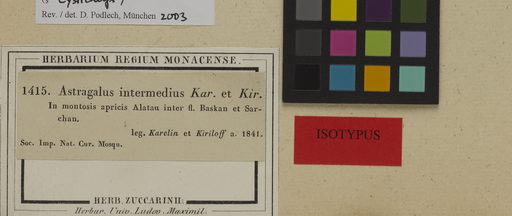 Rev. / det. D. Podlech, München 2003
HERBARIUM REGIUM MONACENSE.
1415. Astragalus intermedius Kar. et Kir.
In montosis apricis Alatau inter fl. Baskan et Sar-
chan.
leg. Karelin et Kiriloff a. 1841.
Soc. Imp. Nat. Cur. Mosqu.
ISOTYPUS
HERB. ZUCCARINII.
Herbar. Univ. Ludov. Maximil.